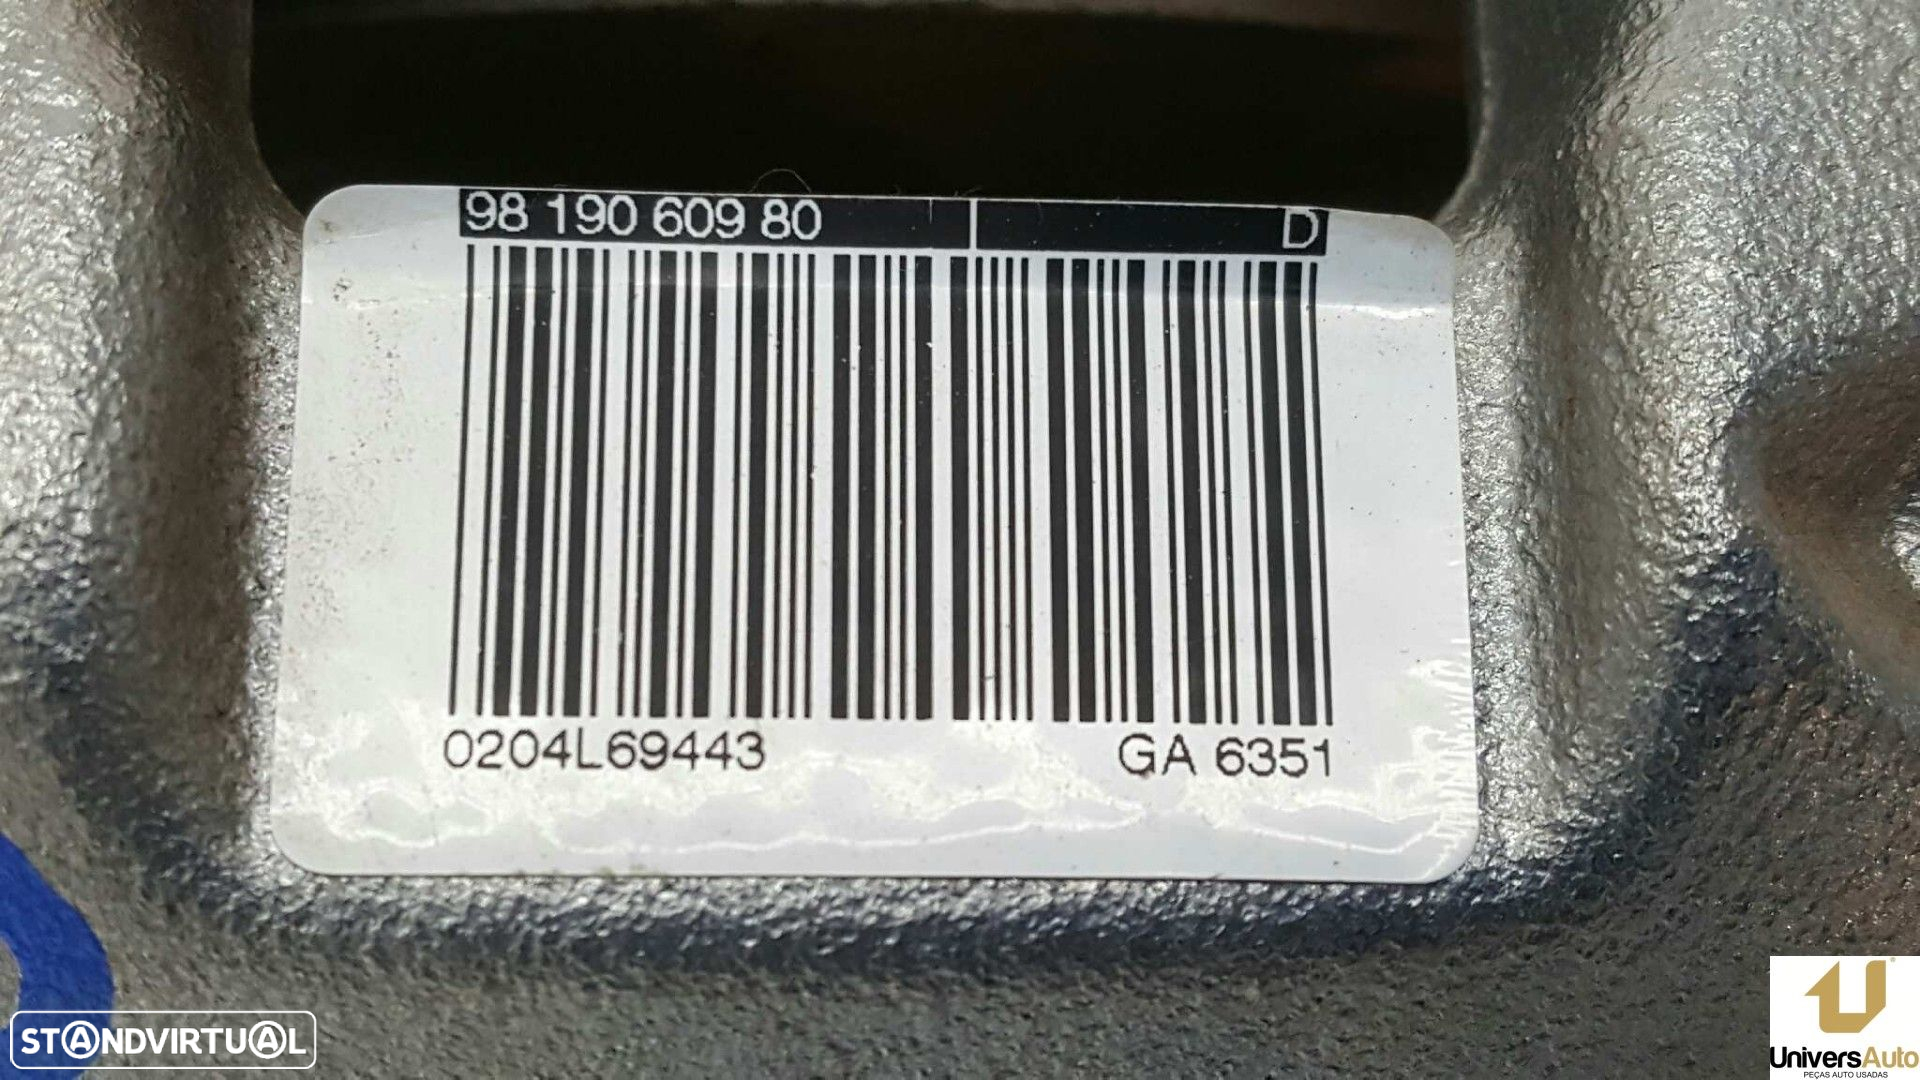 98 190 609 80 D
0204L69443 GA 6351
STANDVIRTUAL
UniversAuto
PEÇAS AUTO USADAS